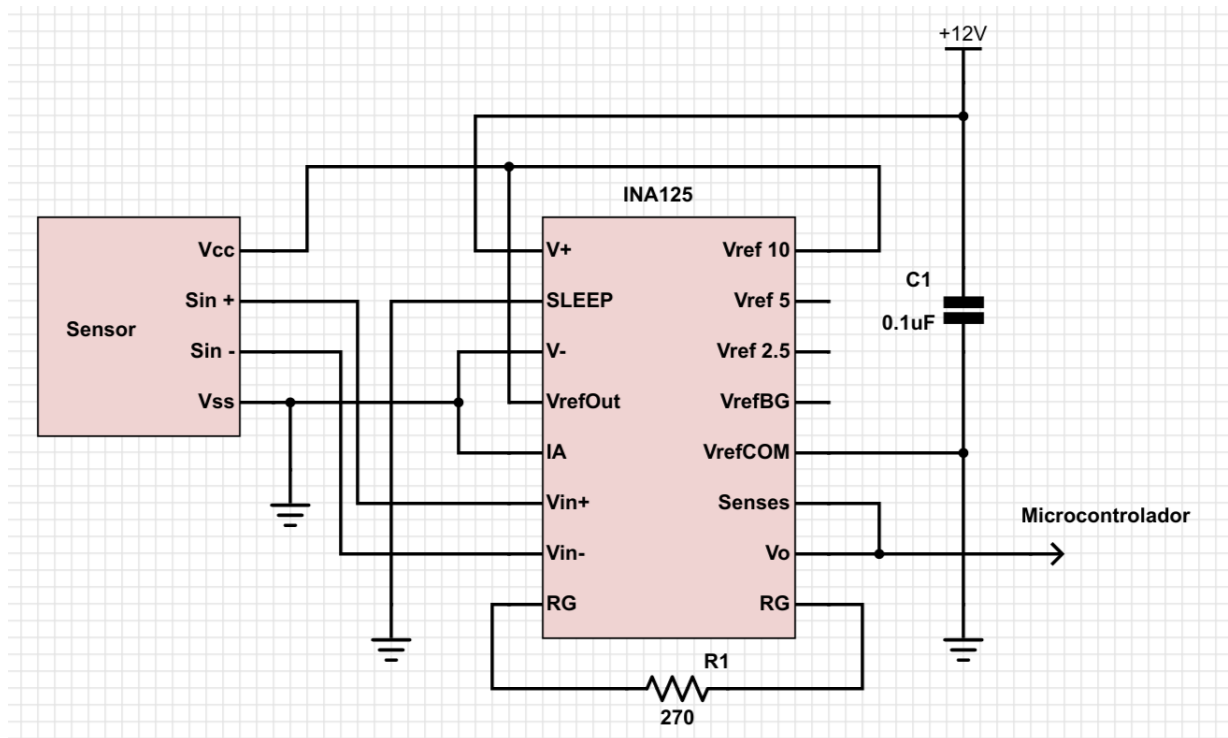 +12V
INA125
Vcc
V+
Vref 10
Sin +
SLEEP
Vref 5
C1
Sensor
0.1uF
Sin -
V-
Vref 2.5
Vss
VrefOut
VrefBG
IA
VrefCOM
Vin+
Senses
Microcontrolador
Vin-
Vo
RG
RG
R1
270